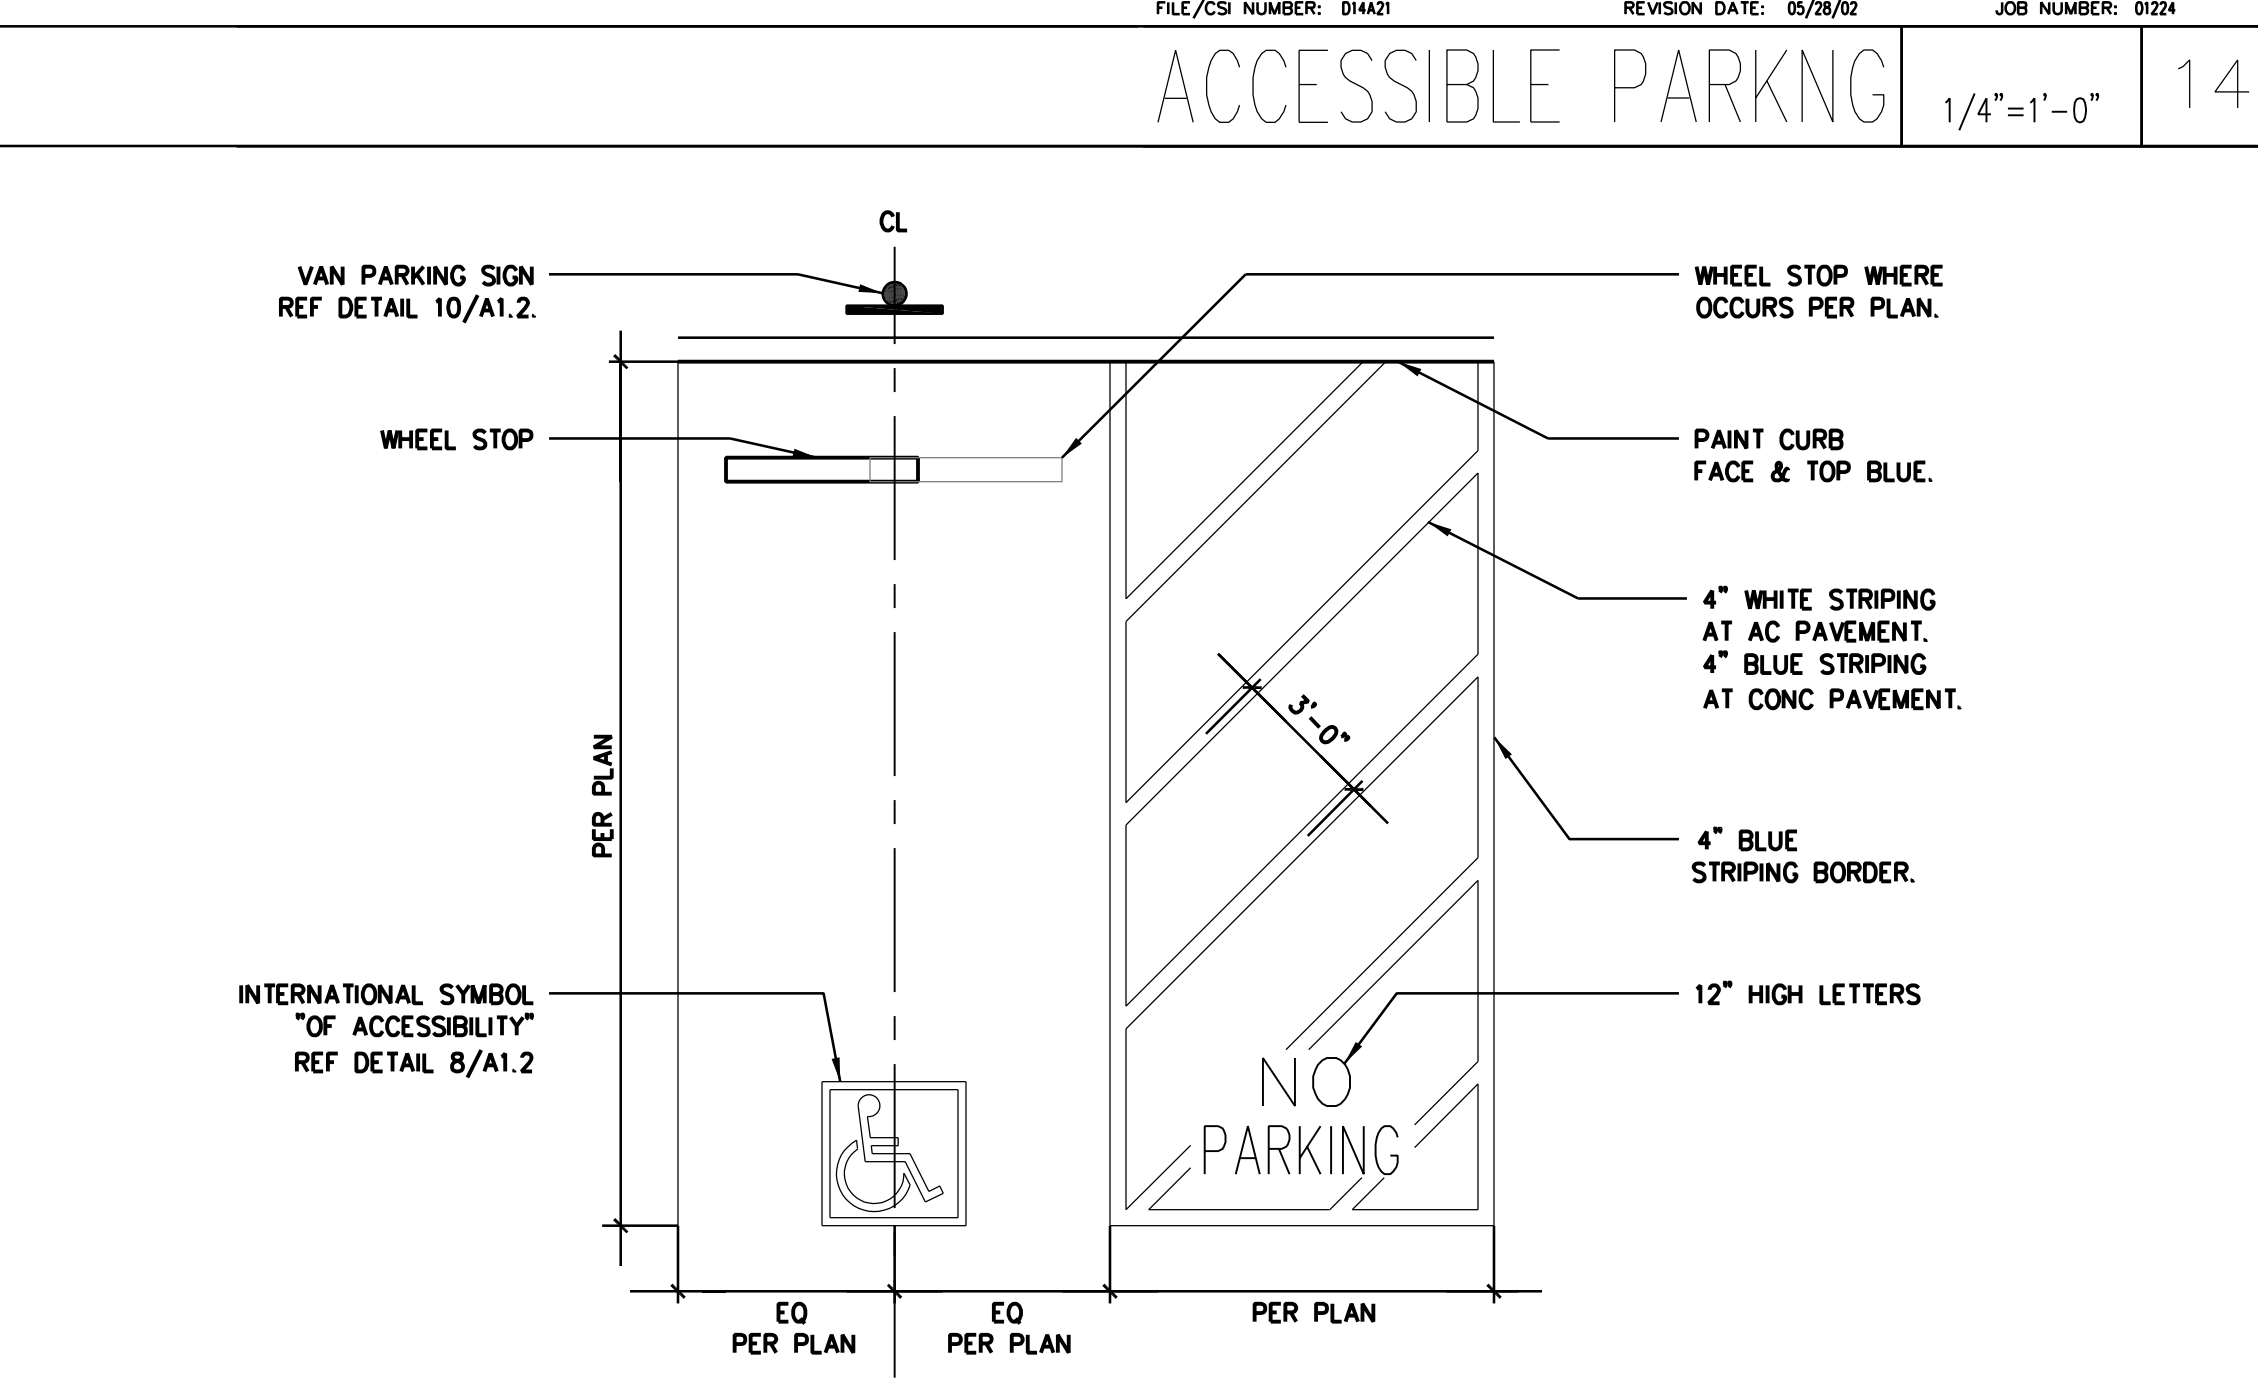 FILE/CSI NUMBER: D14A21
REVISION DATE: 05/28/02
JOB NUMBER: 01224
ACCESSIBLE PARKNG
1/4"=1'-0"
14
CL
VAN PARKING SIGN
REF DETAIL 10/A1.2.
WHEEL STOP WHERE
OCCURS PER PLAN.
WHEEL STOP
PAINT CURB
FACE & TOP BLUE.
4" WHITE STRIPING
AT AC PAVEMENT.
4" BLUE STRIPING
AT CONC PAVEMENT.
3'-0"
PER PLAN
4" BLUE
STRIPING BORDER.
INTERNATIONAL SYMBOL
"OF ACCESSIBILITY"
REF DETAIL 8/A1.2
12" HIGH LETTERS
NO
PARKING
EQ
PER PLAN
EQ
PER PLAN
PER PLAN